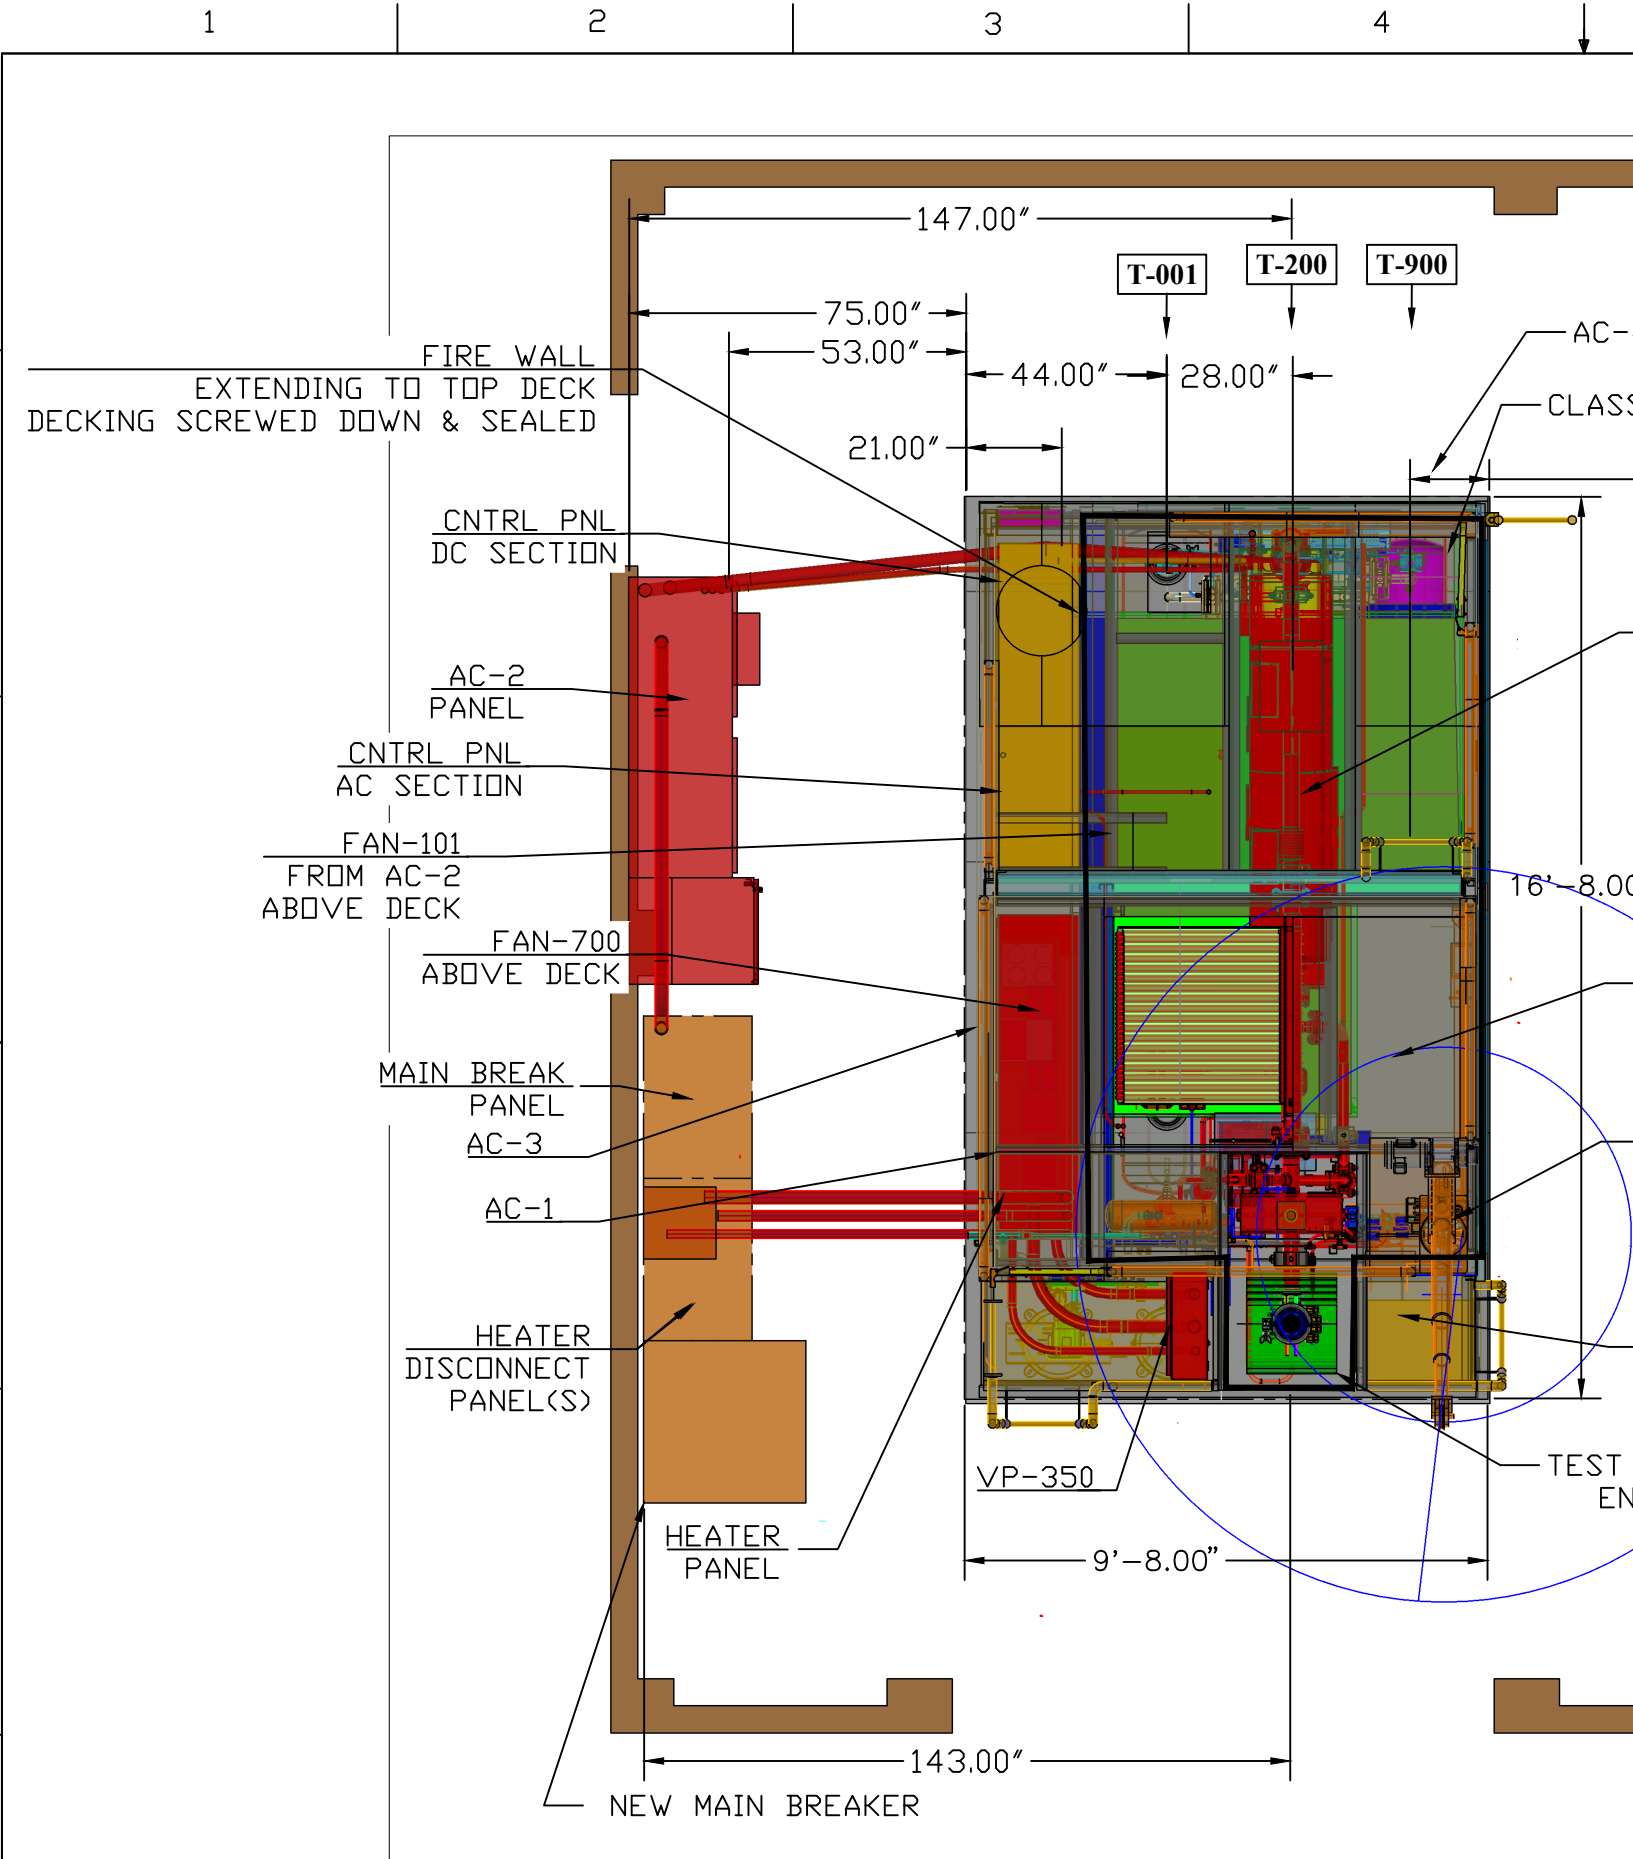 1
2
3
4
147.00"
T-001
T-200
T-900
75.00"
53.00"
44.00"
28.00"
21.00"
AC-
CLASS
FIRE WALL
EXTENDING TO TOP DECK
DECKING SCREWED DOWN & SEALED
CNTRL PNL
DC SECTION
AC-2
PANEL
CNTRL PNL
AC SECTION
FAN-101
FROM AC-2
ABOVE DECK
16'-8.00
FAN-700
ABOVE DECK
MAIN BREAK
PANEL
AC-3
AC-1
HEATER
DISCONNECT
PANEL(S)
VP-350
TEST
EN
HEATER
PANEL
9'-8.00"
143.00"
NEW MAIN BREAKER